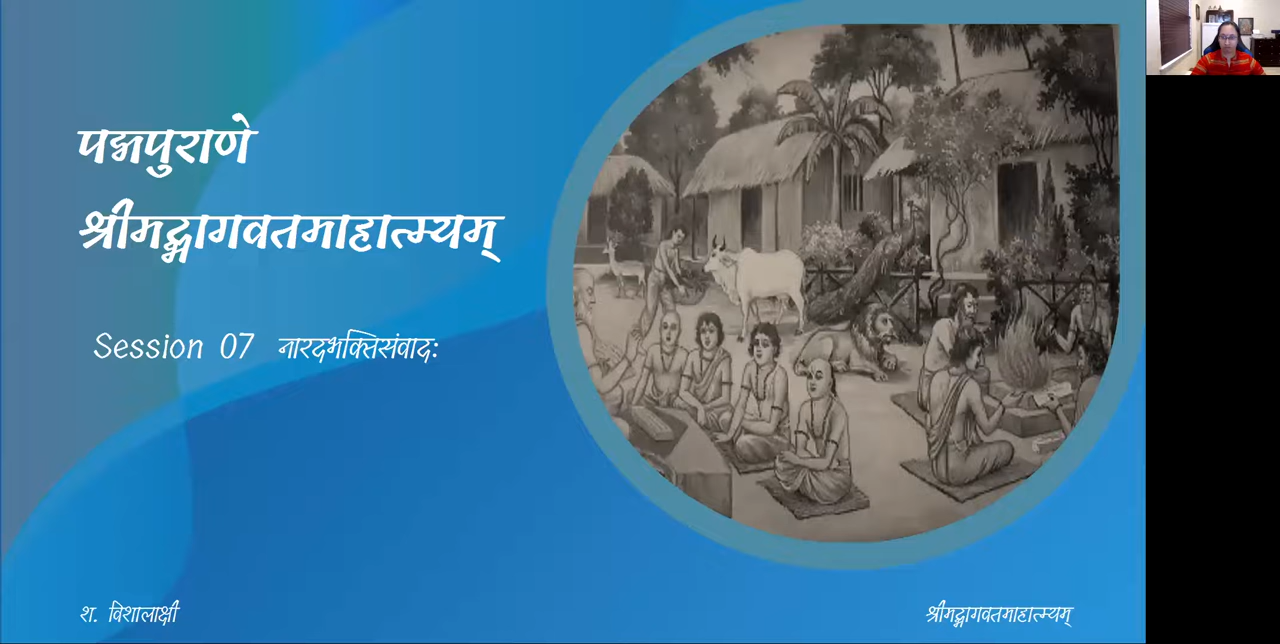 पद्मपुराणे
श्रीमद्भागवतमाहात्म्यम्
Session 07 नारदभक्तिसंवादः
श. विशालाक्षी
श्रीमद्भागवतमाहात्म्यम्